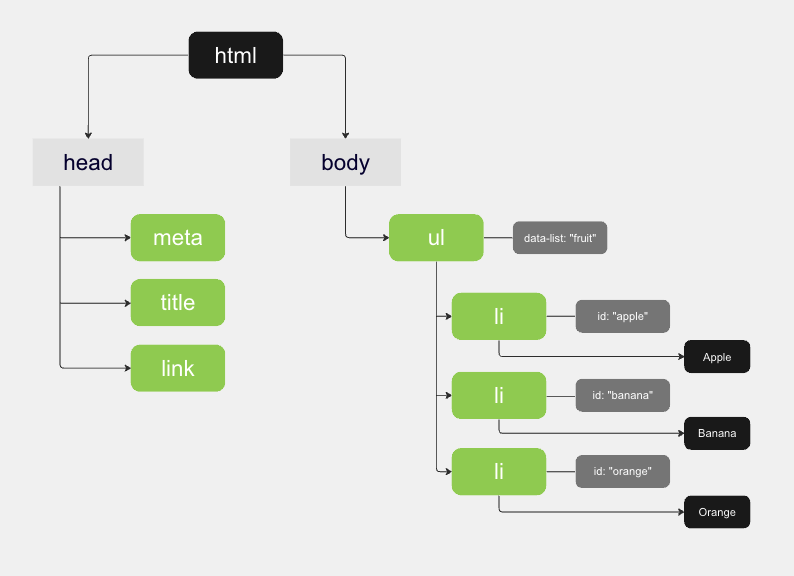 html
head
body
meta
ul
data-list: "fruit"
title
li
id: "apple"
Apple
link
li
id: "banana"
Banana
li
id: "orange"
Orange